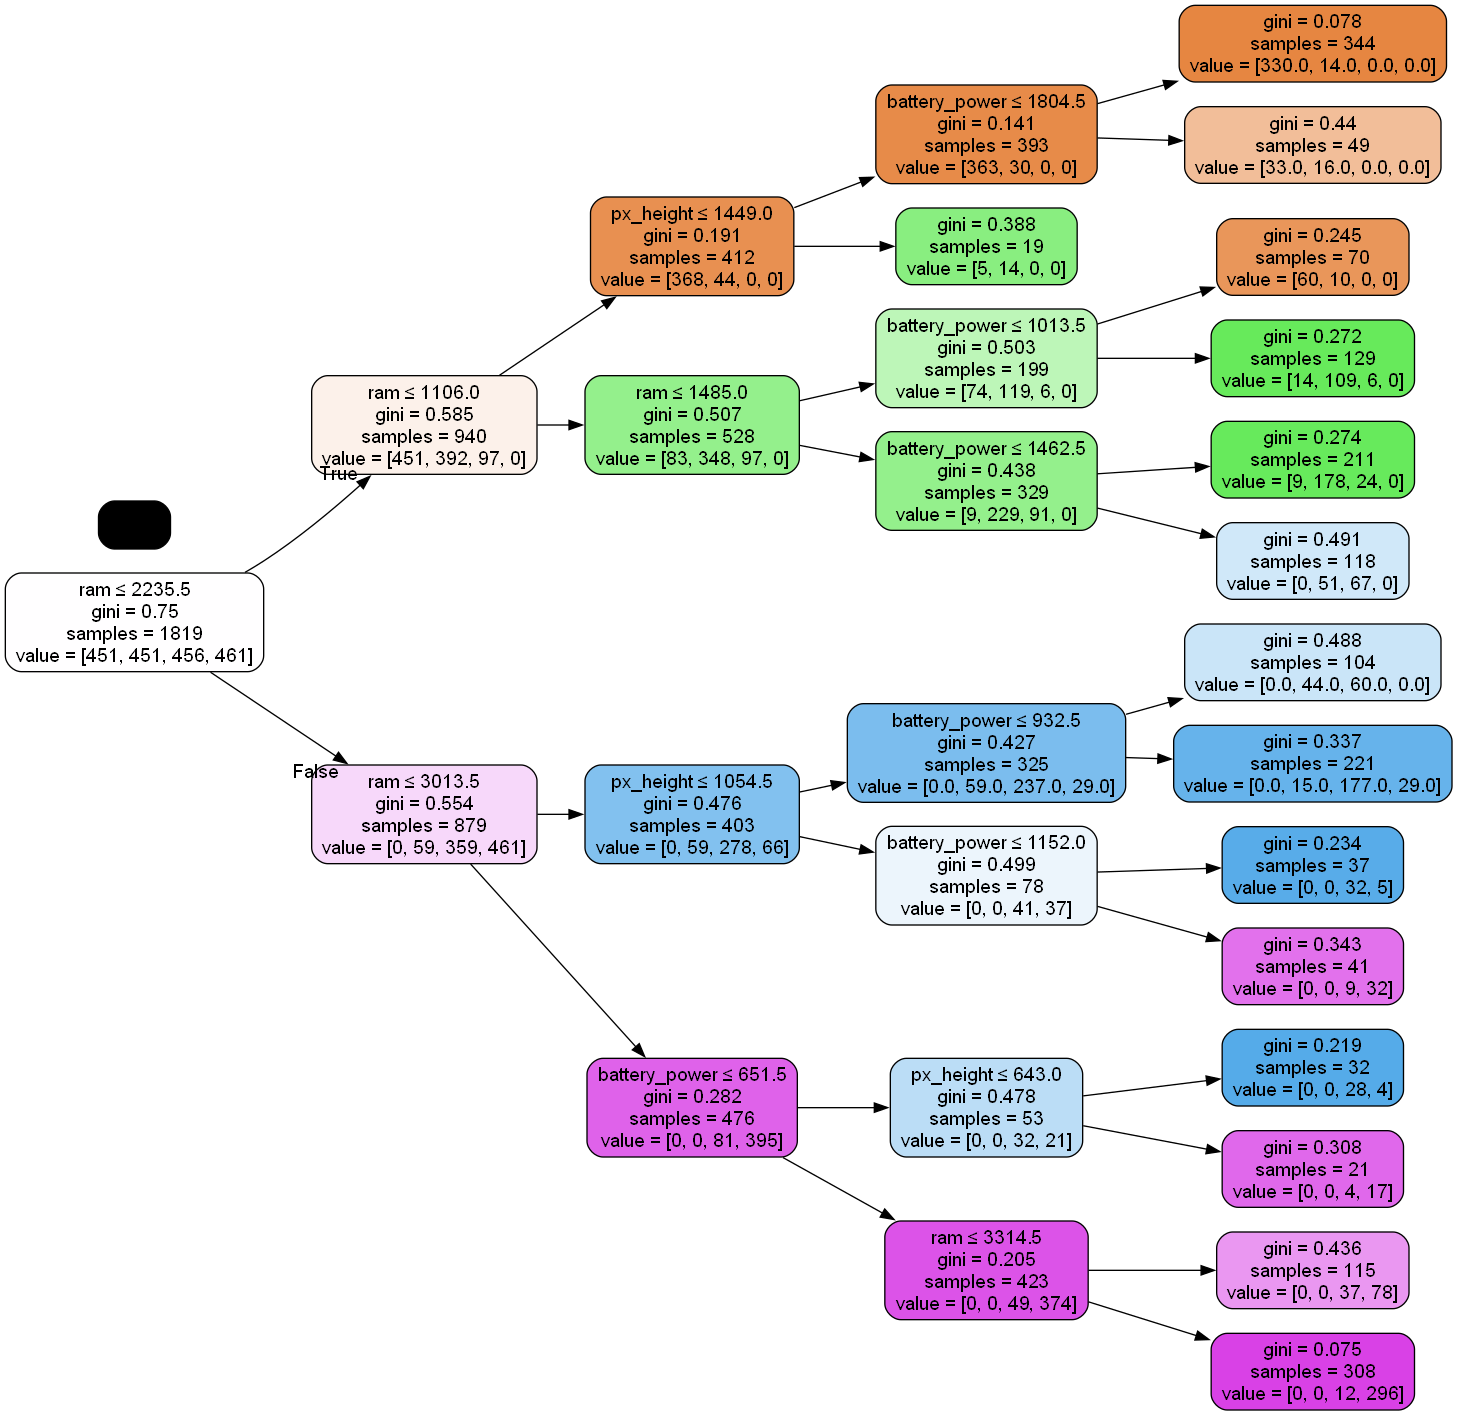 ram ≤ 2235.5
gini = 0.75
samples = 1819
value = [451, 451, 456, 461]
True
ram ≤ 1106.0
gini = 0.585
samples = 940
value = [451, 392, 97, 0]
False
ram ≤ 3013.5
gini = 0.554
samples = 879
value = [0, 59, 359, 461]
px_height ≤ 1449.0
gini = 0.191
samples = 412
value = [368, 44, 0, 0]
ram ≤ 1485.0
gini = 0.507
samples = 528
value = [83, 348, 97, 0]
px_height ≤ 1054.5
gini = 0.476
samples = 403
value = [0, 59, 278, 66]
battery_power ≤ 651.5
gini = 0.282
samples = 476
value = [0, 0, 81, 395]
battery_power ≤ 1804.5
gini = 0.141
samples = 393
value = [363, 30, 0, 0]
gini = 0.388
samples = 19
value = [5, 14, 0, 0]
battery_power ≤ 1013.5
gini = 0.503
samples = 199
value = [74, 119, 6, 0]
battery_power ≤ 1462.5
gini = 0.438
samples = 329
value = [9, 229, 91, 0]
battery_power ≤ 932.5
gini = 0.427
samples = 325
value = [0.0, 59.0, 237.0, 29.0]
battery_power ≤ 1152.0
gini = 0.499
samples = 78
value = [0, 0, 41, 37]
px_height ≤ 643.0
gini = 0.478
samples = 53
value = [0, 0, 32, 21]
ram ≤ 3314.5
gini = 0.205
samples = 423
value = [0, 0, 49, 374]
gini = 0.078
samples = 344
value = [330.0, 14.0, 0.0, 0.0]
gini = 0.44
samples = 49
value = [33.0, 16.0, 0.0, 0.0]
gini = 0.245
samples = 70
value = [60, 10, 0, 0]
gini = 0.272
samples = 129
value = [14, 109, 6, 0]
gini = 0.274
samples = 211
value = [9, 178, 24, 0]
gini = 0.491
samples = 118
value = [0, 51, 67, 0]
gini = 0.488
samples = 104
value = [0.0, 44.0, 60.0, 0.0]
gini = 0.337
samples = 221
value = [0.0, 15.0, 177.0, 29.0]
gini = 0.234
samples = 37
value = [0, 0, 32, 5]
gini = 0.343
samples = 41
value = [0, 0, 9, 32]
gini = 0.219
samples = 32
value = [0, 0, 28, 4]
gini = 0.308
samples = 21
value = [0, 0, 4, 17]
gini = 0.436
samples = 115
value = [0, 0, 37, 78]
gini = 0.075
samples = 308
value = [0, 0, 12, 296]